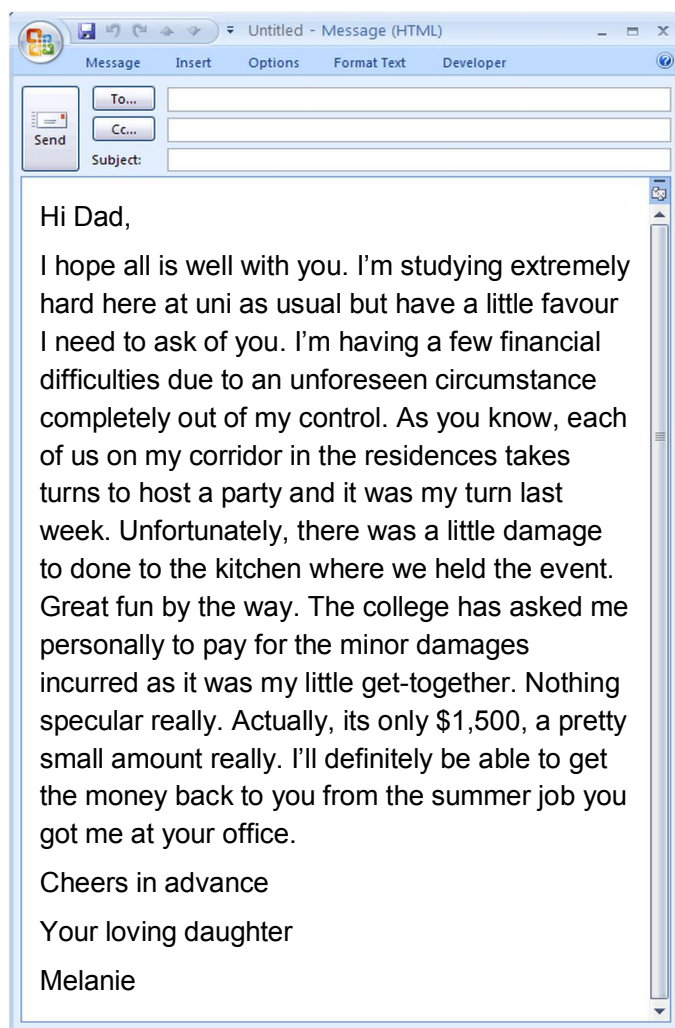 Untitled - Message (HTML)
Message Insert Options Format Text Developer
To...
Cc...
Send
Subject:
Hi Dad,
I hope all is well with you. I'm studying extremely
hard here at uni as usual but have a little favour
I need to ask of you. I'm having a few financial
difficulties due to an unforeseen circumstance
completely out of my control. As you know, each
of us on my corridor in the residences takes
turns to host a party and it was my turn last
week. Unfortunately, there was a little damage
to done to the kitchen where we held the event.
Great fun by the way. The college has asked me
personally to pay for the minor damages
incurred as it was my little get-together. Nothing
specular really. Actually, its only $1,500, a pretty
small amount really. I'll definitely be able to get
the money back to you from the summer job you
got me at your office.
Cheers in advance
Your loving daughter
Melanie